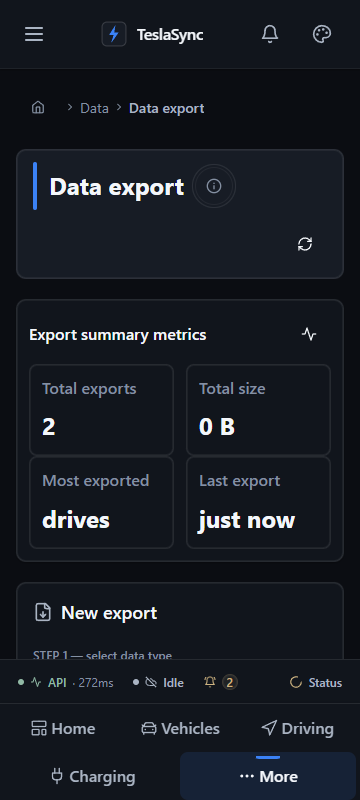 TeslaSync
Data
Data export
Data export
Export summary metrics
Total exports
2
Total size
0 B
Most exported
drives
Last export
just now
New export
STEP 1 — select data type
API · 272ms
Idle
2
Status
Home
Vehicles
Driving
Charging
More